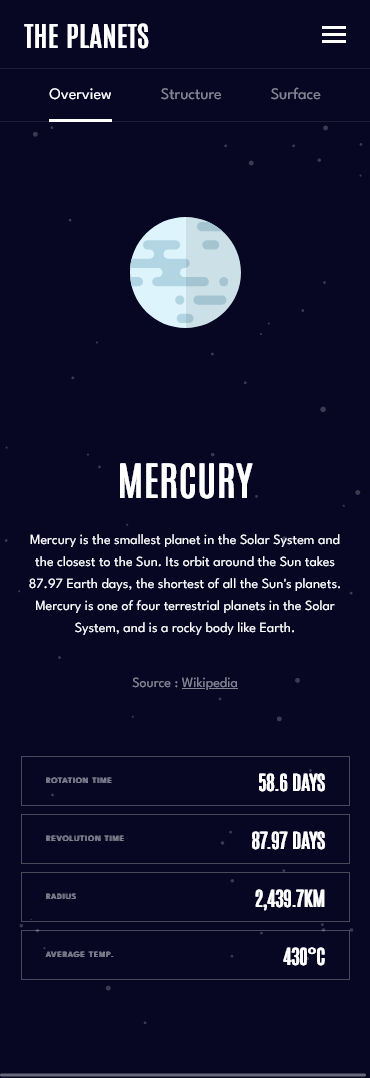 THE PLANETS
Overview Structure Surface
MERCURY
Mercury is the smallest planet in the Solar System and
the closest to the Sun. Its orbit around the Sun takes
87.97 Earth days, the shortest of all the Sun's planets.
Mercury is one of four terrestrial planets in the Solar
System, and is a rocky body like Earth.
Source : Wikipedia
ROTATION TIME 58.6 DAYS
REVOLUTION TIME 87.97 DAYS
RADIUS 2,439.7KM
AVERAGE TEMP. 430°C